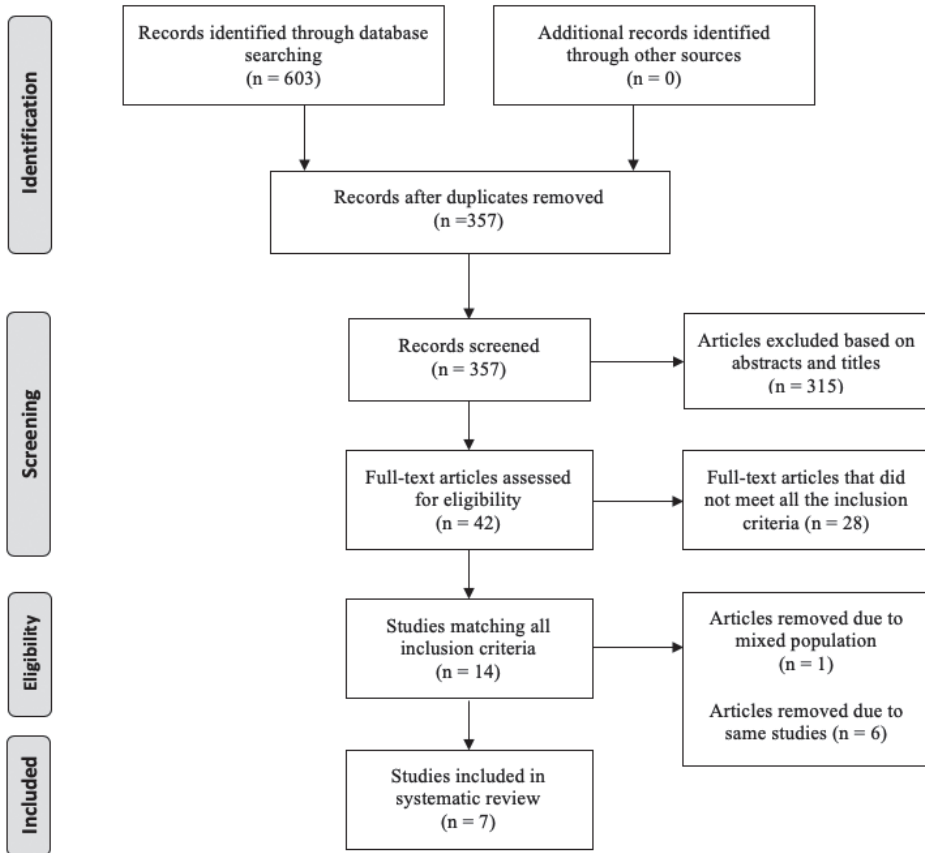 Identification
Records identified through database
searching
(n = 603)
Additional records identified
through other sources
(n = 0)
Records after duplicates removed
(n =357)
Screening
Records screened
(n = 357)
Articles excluded based on
abstracts and titles
(n = 315)
Full-text articles assessed
for eligibility
(n = 42)
Full-text articles that did
not meet all the inclusion
criteria (n = 28)
Eligibility
Studies matching all
inclusion criteria
(n = 14)
Articles removed due to
mixed population
(n = 1)
Articles removed due to
same studies (n = 6)
Included
Studies included in
systematic review
(n = 7)